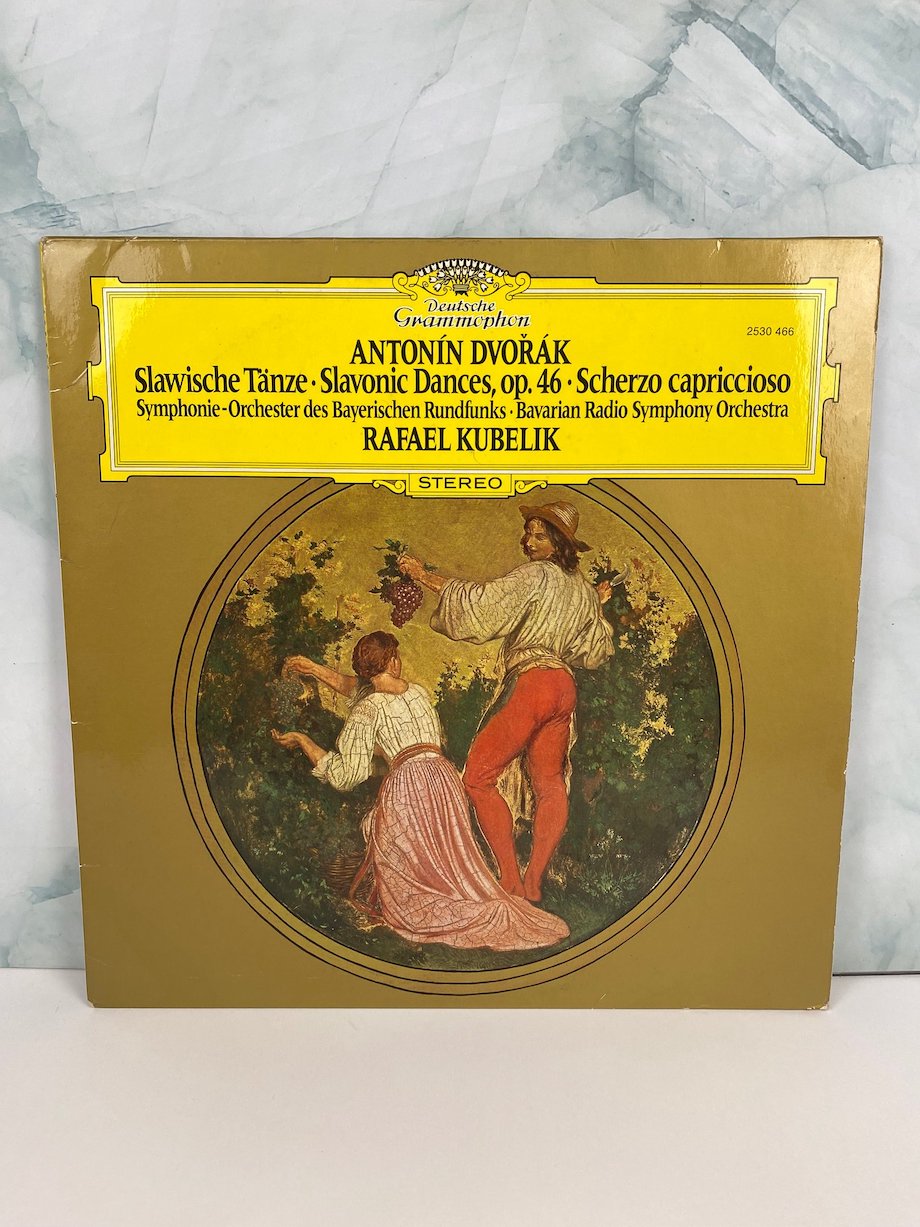 Deutsche
Grammophon
2530 466
ANTONÍN DVOŘÁK
Slawische Tänze · Slavonic Dances, op. 46 · Scherzo capriccioso
Symphonie-Orchester des Bayerischen Rundfunks · Bavarian Radio Symphony Orchestra
RAFAEL KUBELIK
STEREO